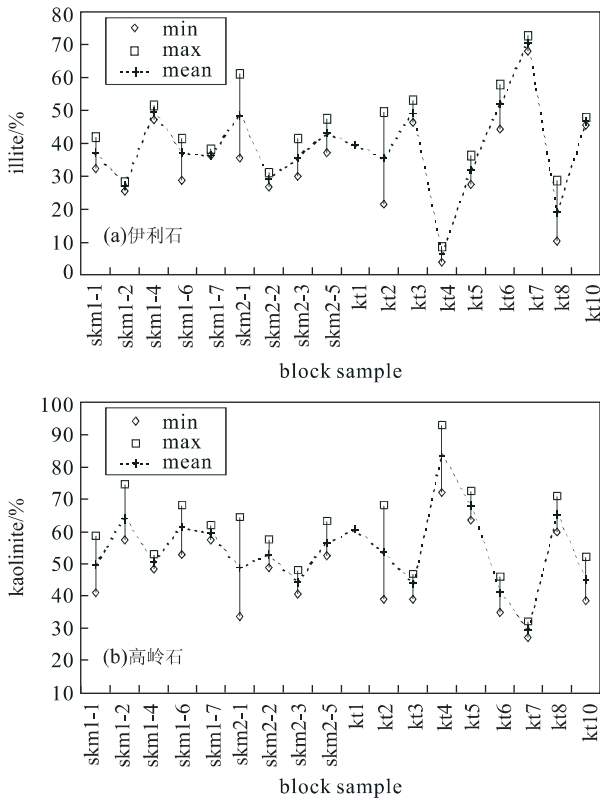 80
70
60
50
40
30
20
10
0
illite/%
min
max
mean
(a)伊利石
skm1-1
skm1-2
skm1-4
skm1-6
skm1-7
skm2-1
skm2-2
skm2-3
skm2-5
kt1
kt2
kt3
kt4
kt5
kt6
kt7
kt8
kt10
block sample
100
90
80
70
60
50
40
30
20
10
kaolinite/%
min
max
mean
(b)高岭石
skm1-1
skm1-2
skm1-4
skm1-6
skm1-7
skm2-1
skm2-2
skm2-3
skm2-5
kt1
kt2
kt3
kt4
kt5
kt6
kt7
kt8
kt10
block sample